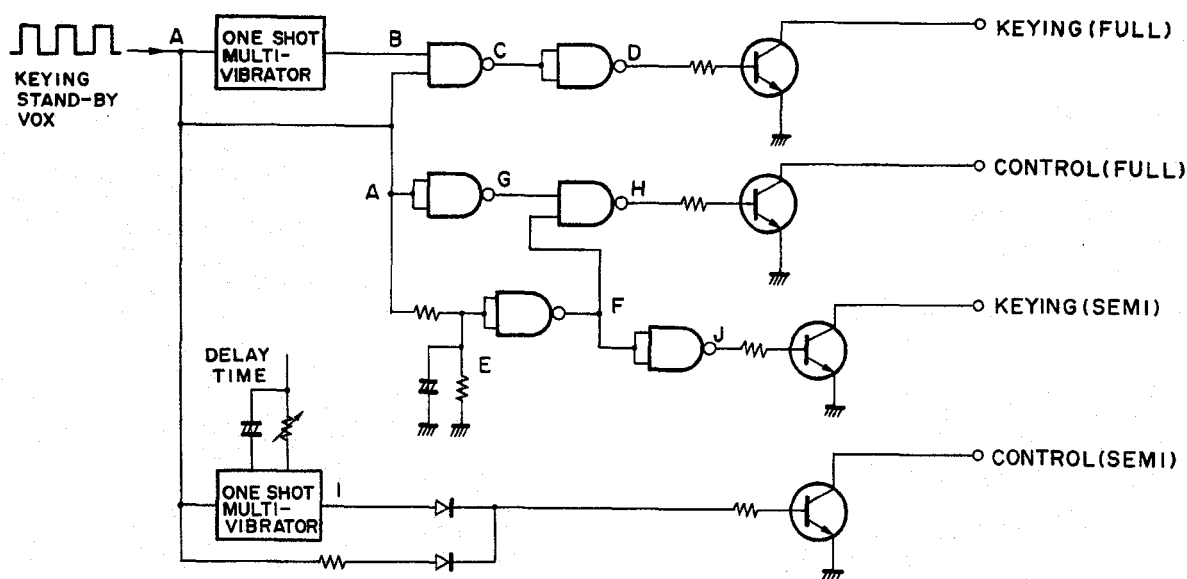 A
ONE SHOT
MULTI-
VIBRATOR
B
C
D
KEYING (FULL)
KEYING
STAND-BY
VOX
A
G
H
CONTROL (FULL)
F
KEYING (SEMI)
J
E
DELAY
TIME
ONE SHOT
MULTI-
VIBRATOR
I
CONTROL (SEMI)